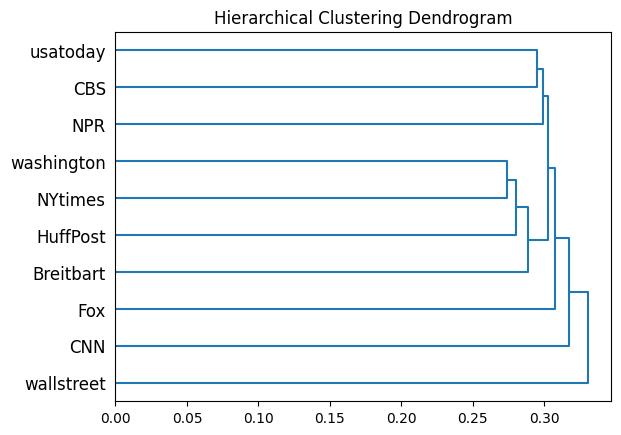 Hierarchical Clustering Dendrogram
usatoday
CBS
NPR
washington
NYtimes
HuffPost
Breitbart
Fox
CNN
wallstreet
0.00 0.05 0.10 0.15 0.20 0.25 0.30